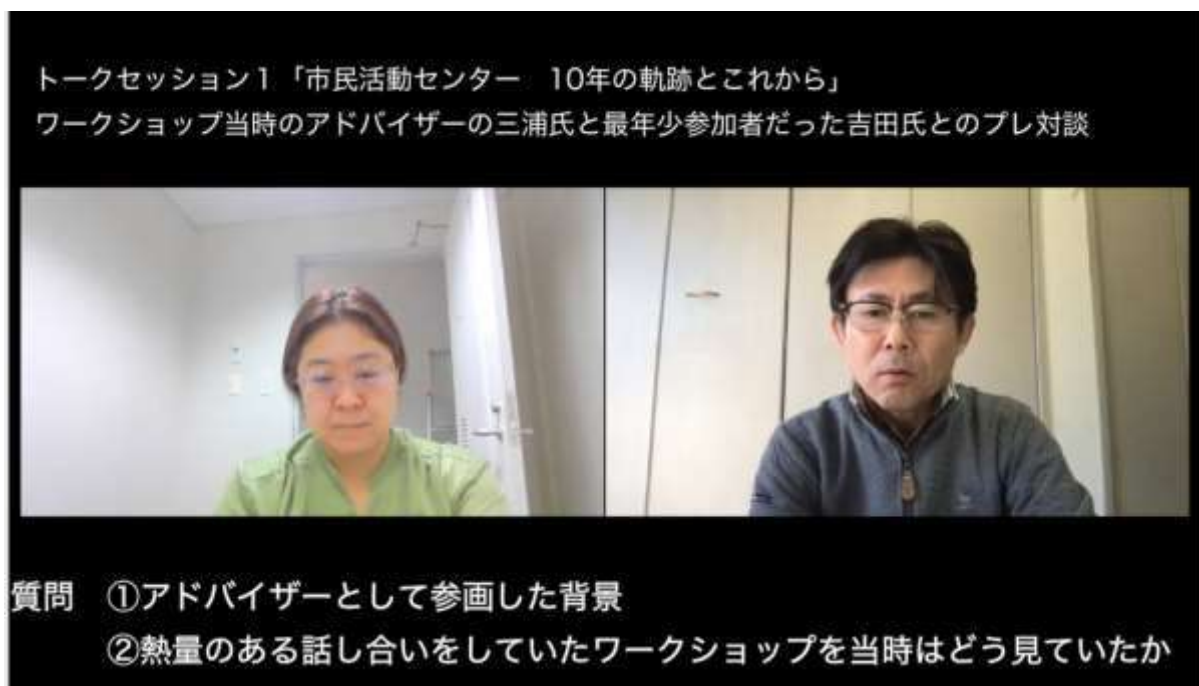 トークセッション１「市民活動センター　10年の軌跡とこれから」
ワークショップ当時のアドバイザーの三浦氏と最年少参加者だった吉田氏とのプレ対談
質問　①アドバイザーとして参画した背景
②熱量のある話し合いをしていたワークショップを当時はどう見ていたか